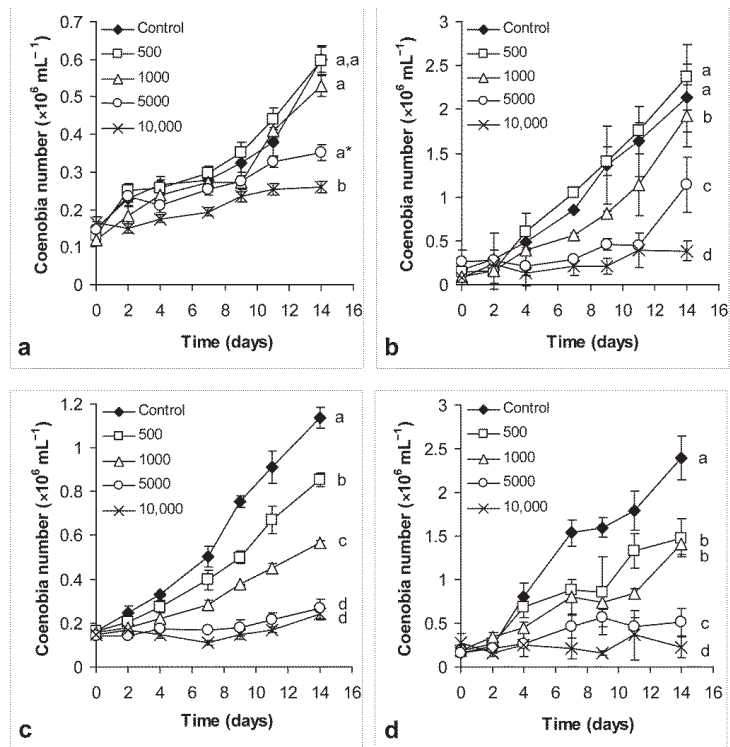 Control
500
1000
5000
10,000
0.7
0.6
0.5
0.4
0.3
0.2
0.1
0
Coenobia number (×10⁶ mL⁻¹)
a,a
a
a*
b
0 2 4 6 8 10 12 14 16
Time (days)
a
Control
500
1000
5000
10,000
3
2.5
2
1.5
1
0.5
0
Coenobia number (×10⁶ mL⁻¹)
a
a
b
c
d
0 2 4 6 8 10 12 14 16
Time (days)
b
Control
500
1000
5000
10,000
1.2
1
0.8
0.6
0.4
0.2
0
Coenobia number (×10⁶ mL⁻¹)
a
b
c
d
d
0 2 4 6 8 10 12 14 16
Time (days)
c
Control
500
1000
5000
10,000
3
2.5
2
1.5
1
0.5
0
Coenobia number (×10⁶ mL⁻¹)
a
b
b
c
d
0 2 4 6 8 10 12 14 16
Time (days)
d